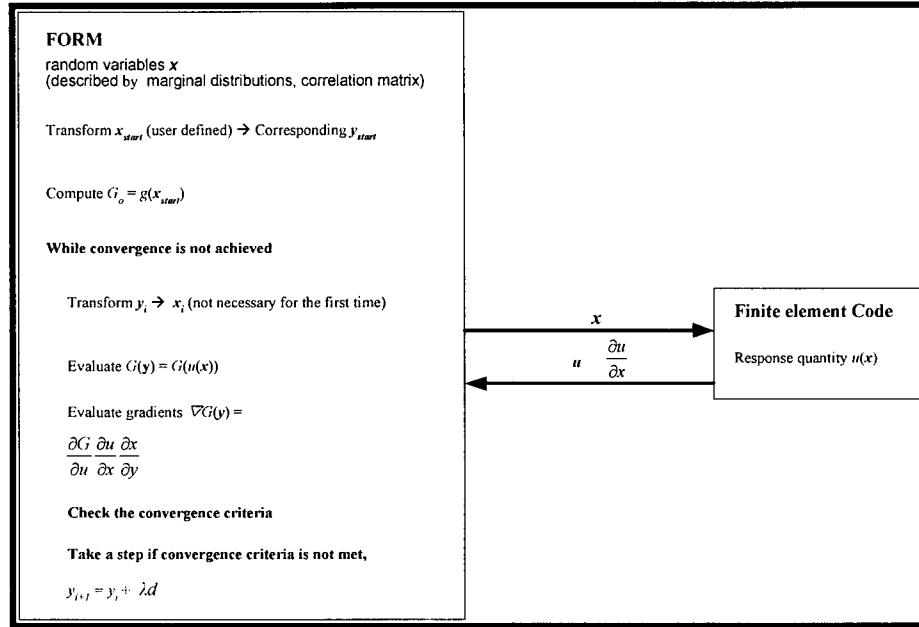 FORM
random variables x
(described by marginal distributions, correlation matrix)
Transform x_start (user defined) → Corresponding y_start
Compute G_o = g(x_start)
While convergence is not achieved
Transform y_i → x_i (not necessary for the first time)
Evaluate G(y) = G(u(x))
Evaluate gradients ∇G(y) =
∂G/∂u ∂u/∂x ∂x/∂y
Check the convergence criteria
Take a step if convergence criteria is not met,
y_{i+1} = y_i + λd
x
u ∂u/∂x
Finite element Code
Response quantity u(x)